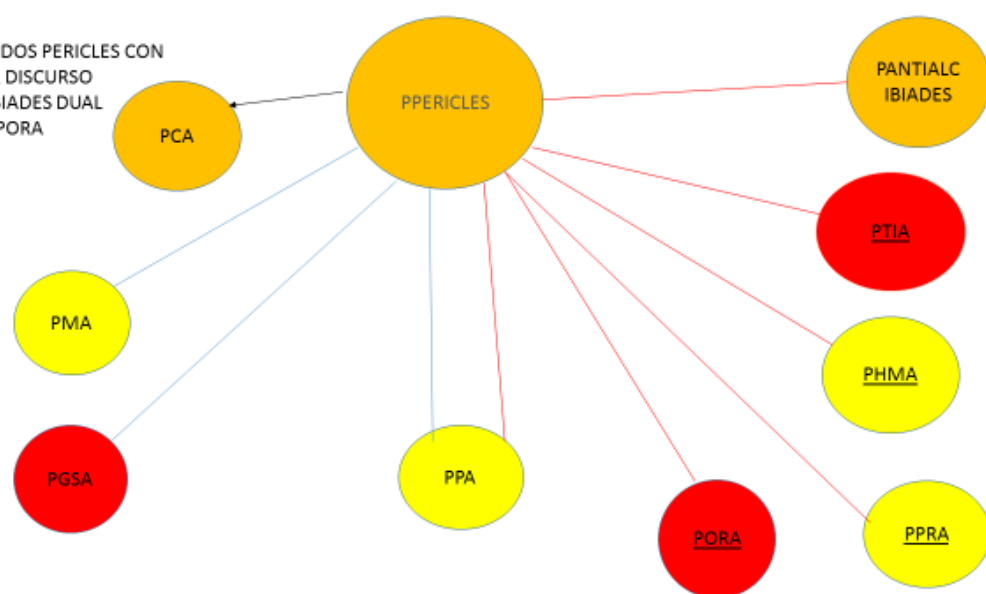 DOS PERICLES CON
DISCURSO
IADES DUAL
PORA
PPERICLES
PCA
PANTIALC
IBIADES
PTIA
PMA
PHMA
PGSA
PPA
PORA
PPRA